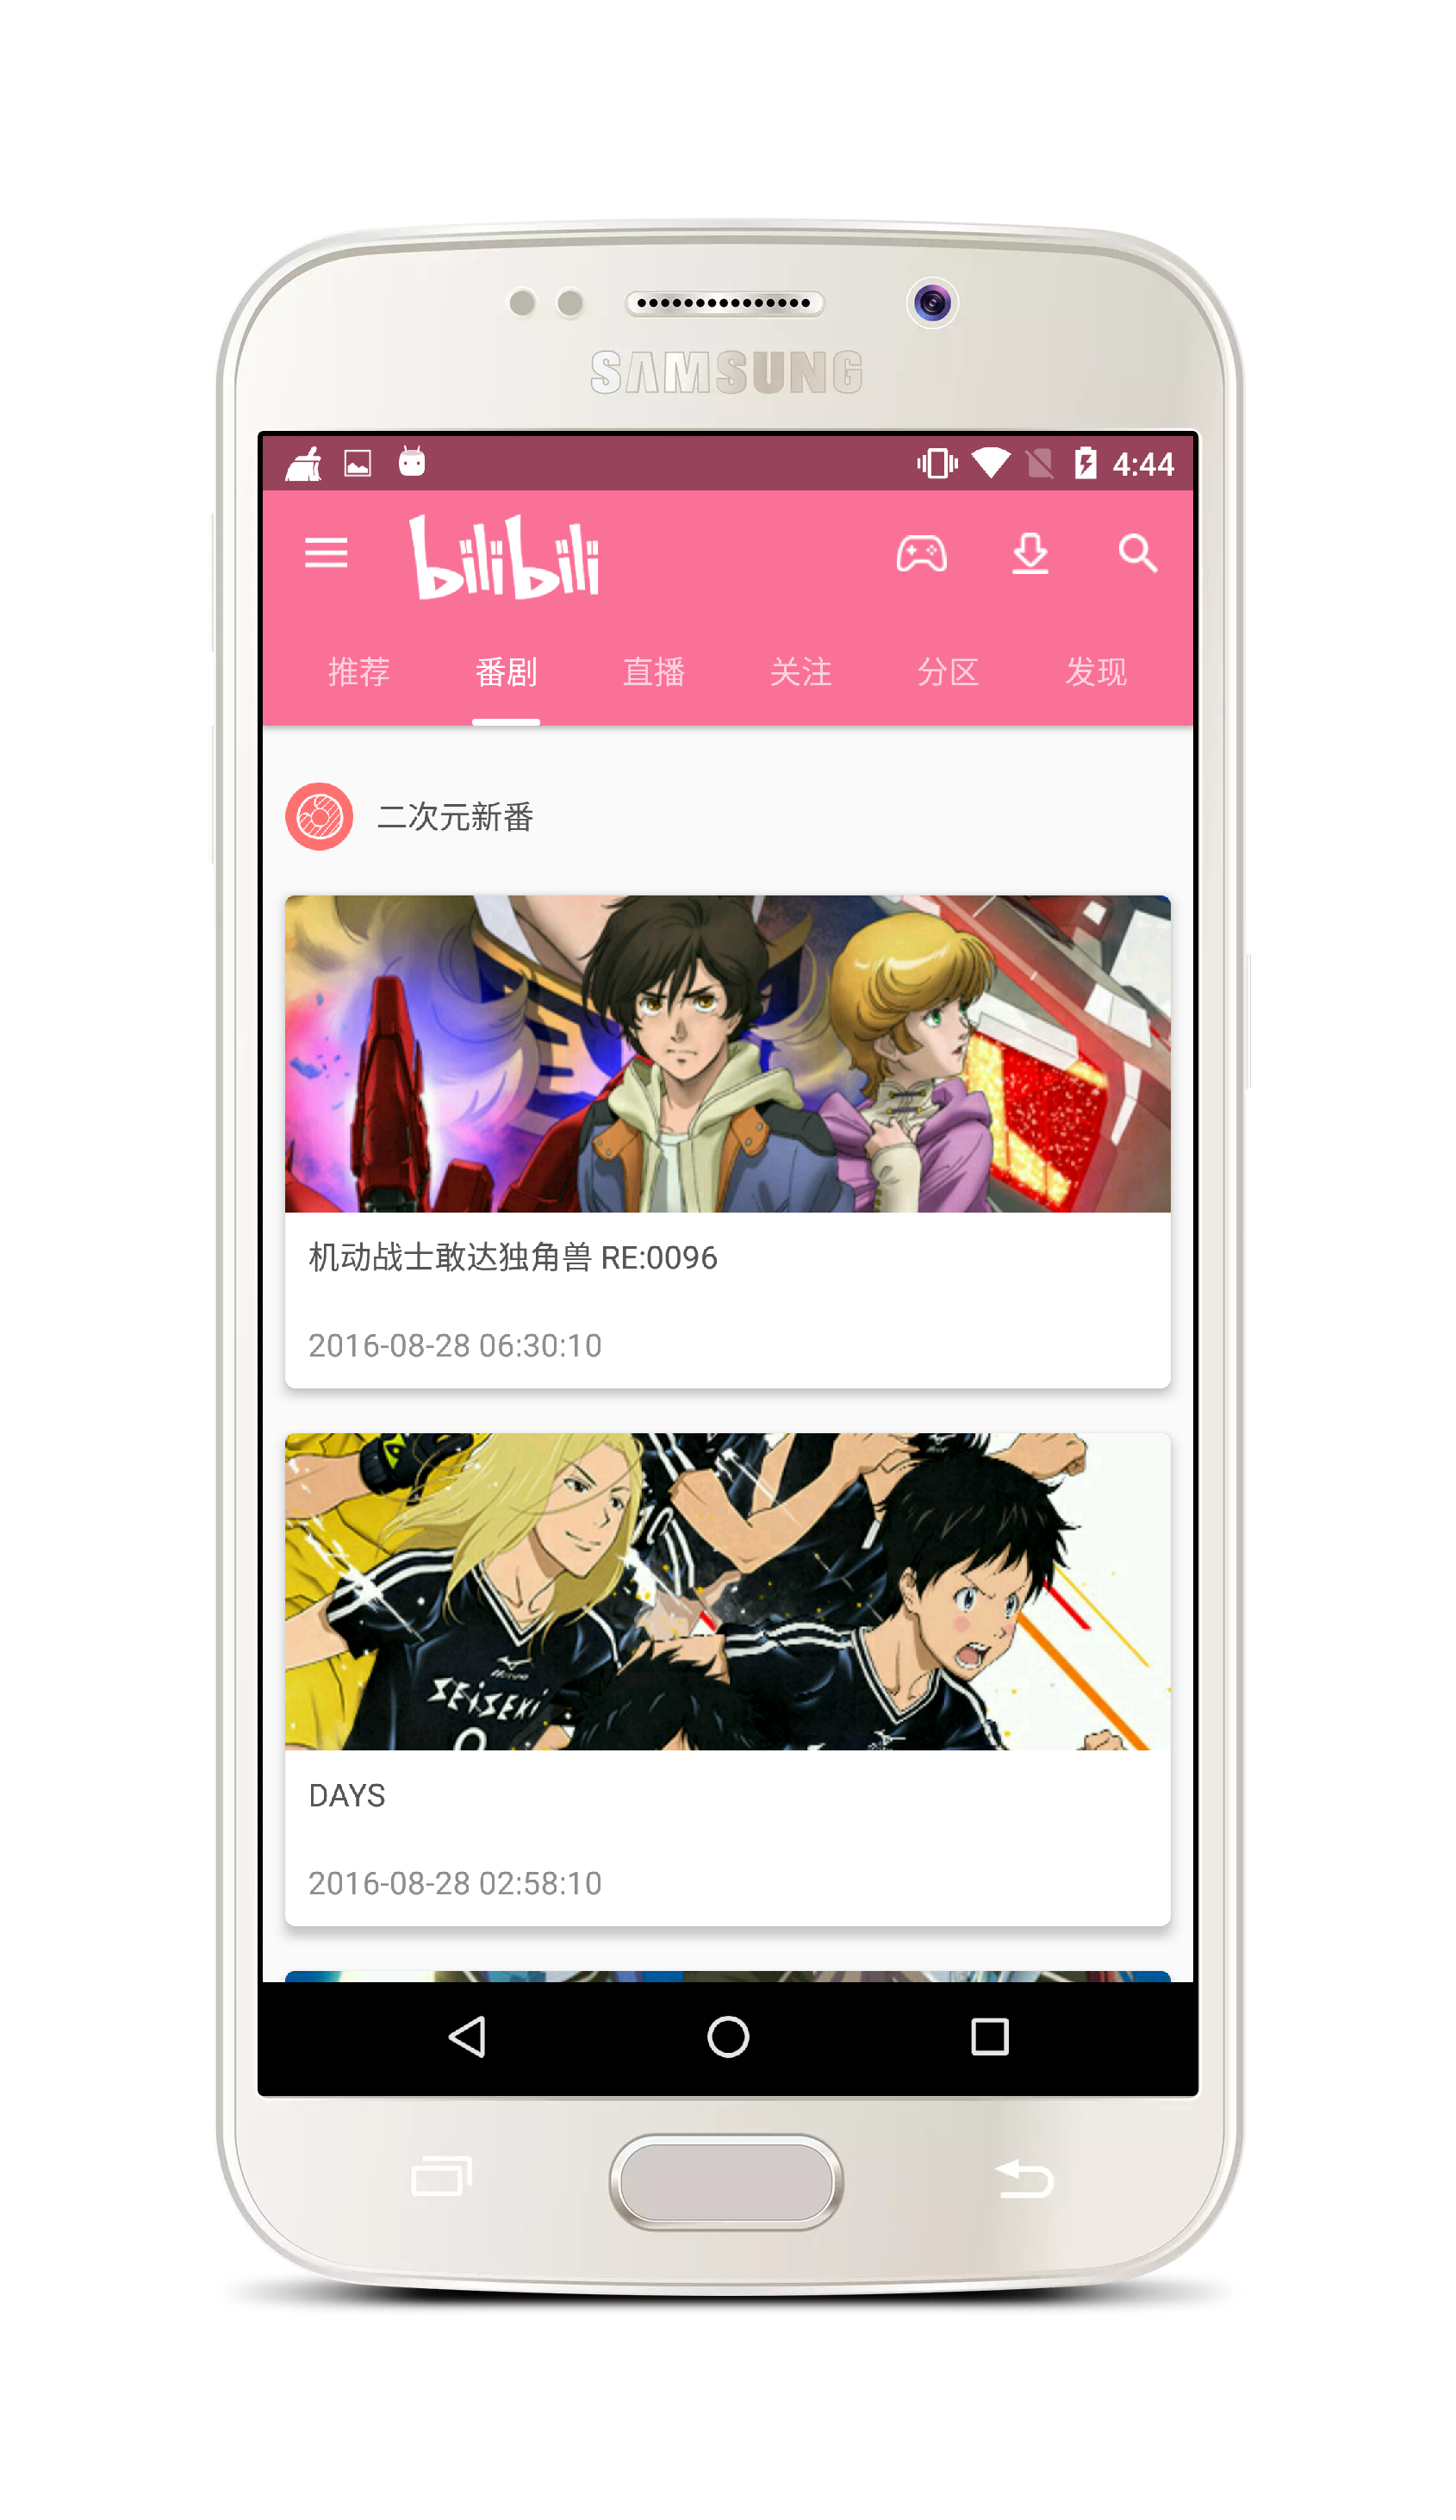 SAMSUNG
4:44
bilibili
推荐 番剧 直播 关注 分区 发现
二次元新番
机动战士敢达独角兽 RE:0096
2016-08-28 06:30:10
SEiSEKi
DAYS
2016-08-28 02:58:10